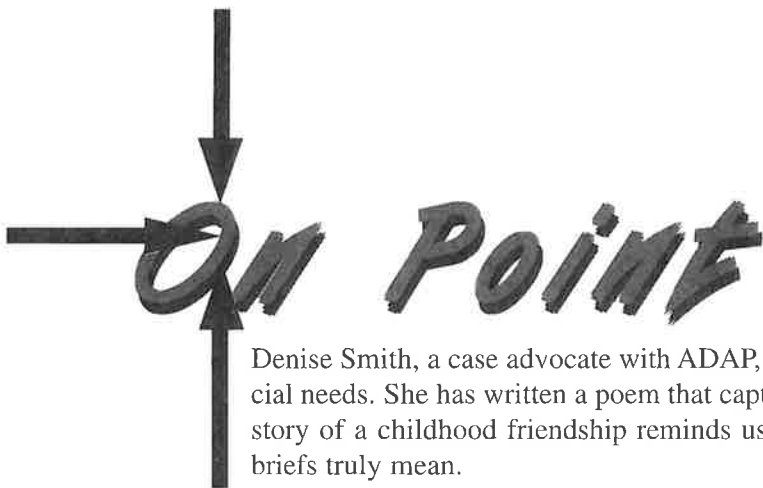 On Point
Denise Smith, a case advocate with ADAP,
cial needs. She has written a poem that capt
story of a childhood friendship reminds us
briefs truly mean.